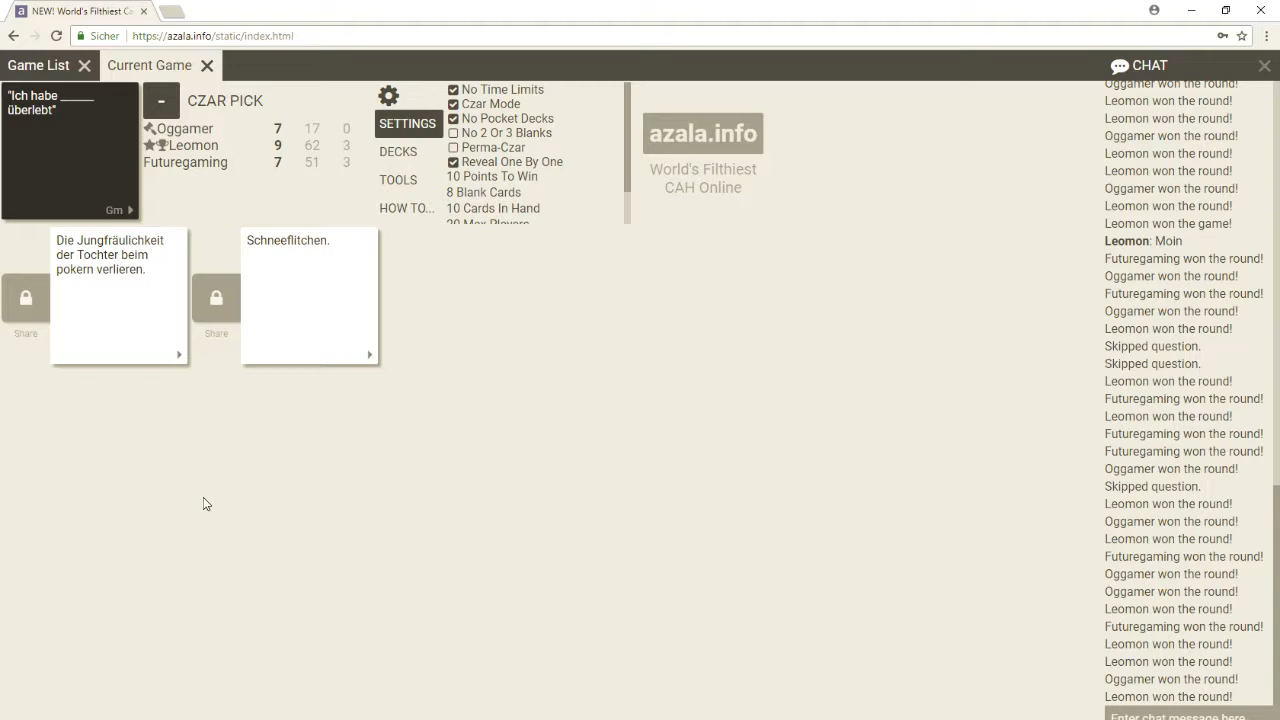 NEW! World's Filthiest C
Sicher
https://azala.info/static/index.html
Game List
Current Game
CHAT
"Ich habe ______
überlebt"
Gm
-
CZAR PICK
Oggamer 7 17 0
Leomon 9 62 3
Futuregaming 7 51 3
SETTINGS
DECKS
TOOLS
HOW TO...
No Time Limits
Czar Mode
No Pocket Decks
No 2 Or 3 Blanks
Perma-Czar
Reveal One By One
10 Points To Win
8 Blank Cards
10 Cards In Hand
20 Max Players
azala.info
World's Filthiest
CAH Online
Die Jungfräulichkeit
der Tochter beim
pokern verlieren.
Share
Schneeflitchen.
Share
Oggamer won the round!
Leomon won the round!
Leomon won the round!
Oggamer won the round!
Leomon won the round!
Leomon won the round!
Oggamer won the round!
Leomon won the round!
Leomon won the game!
Leomon: Moin
Futuregaming won the round!
Oggamer won the round!
Futuregaming won the round!
Oggamer won the round!
Leomon won the round!
Skipped question.
Skipped question.
Leomon won the round!
Futuregaming won the round!
Leomon won the round!
Futuregaming won the round!
Futuregaming won the round!
Oggamer won the round!
Skipped question.
Leomon won the round!
Oggamer won the round!
Leomon won the round!
Futuregaming won the round!
Oggamer won the round!
Oggamer won the round!
Leomon won the round!
Futuregaming won the round!
Leomon won the round!
Leomon won the round!
Oggamer won the round!
Leomon won the round!
Enter chat message here